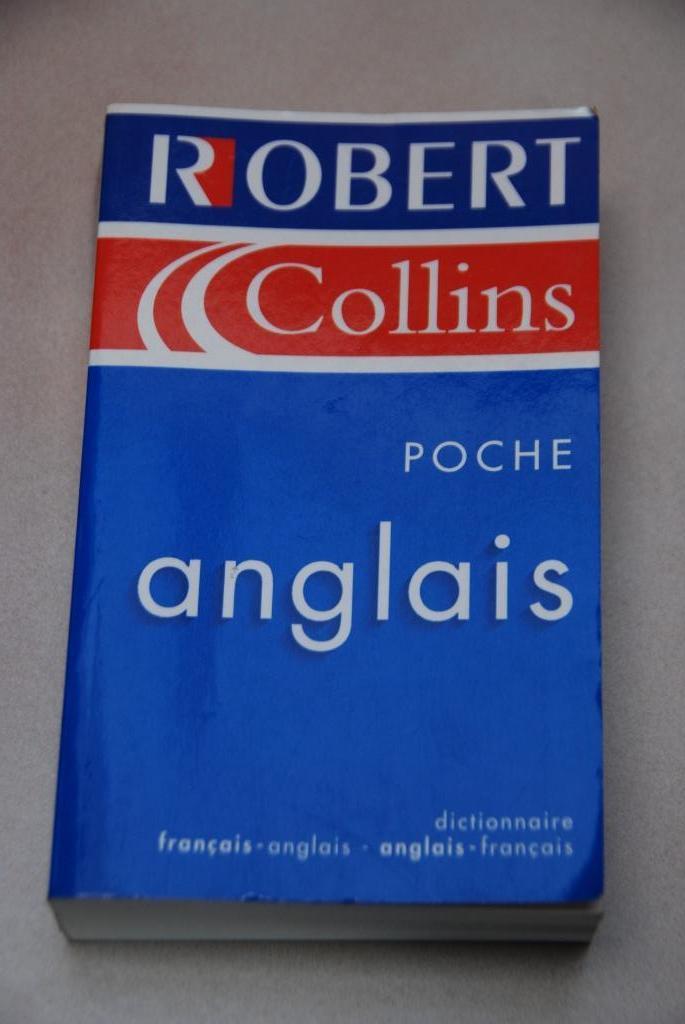 ROBERT
Collins
POCHE
anglais
dictionnaire
français-anglais - anglais-français